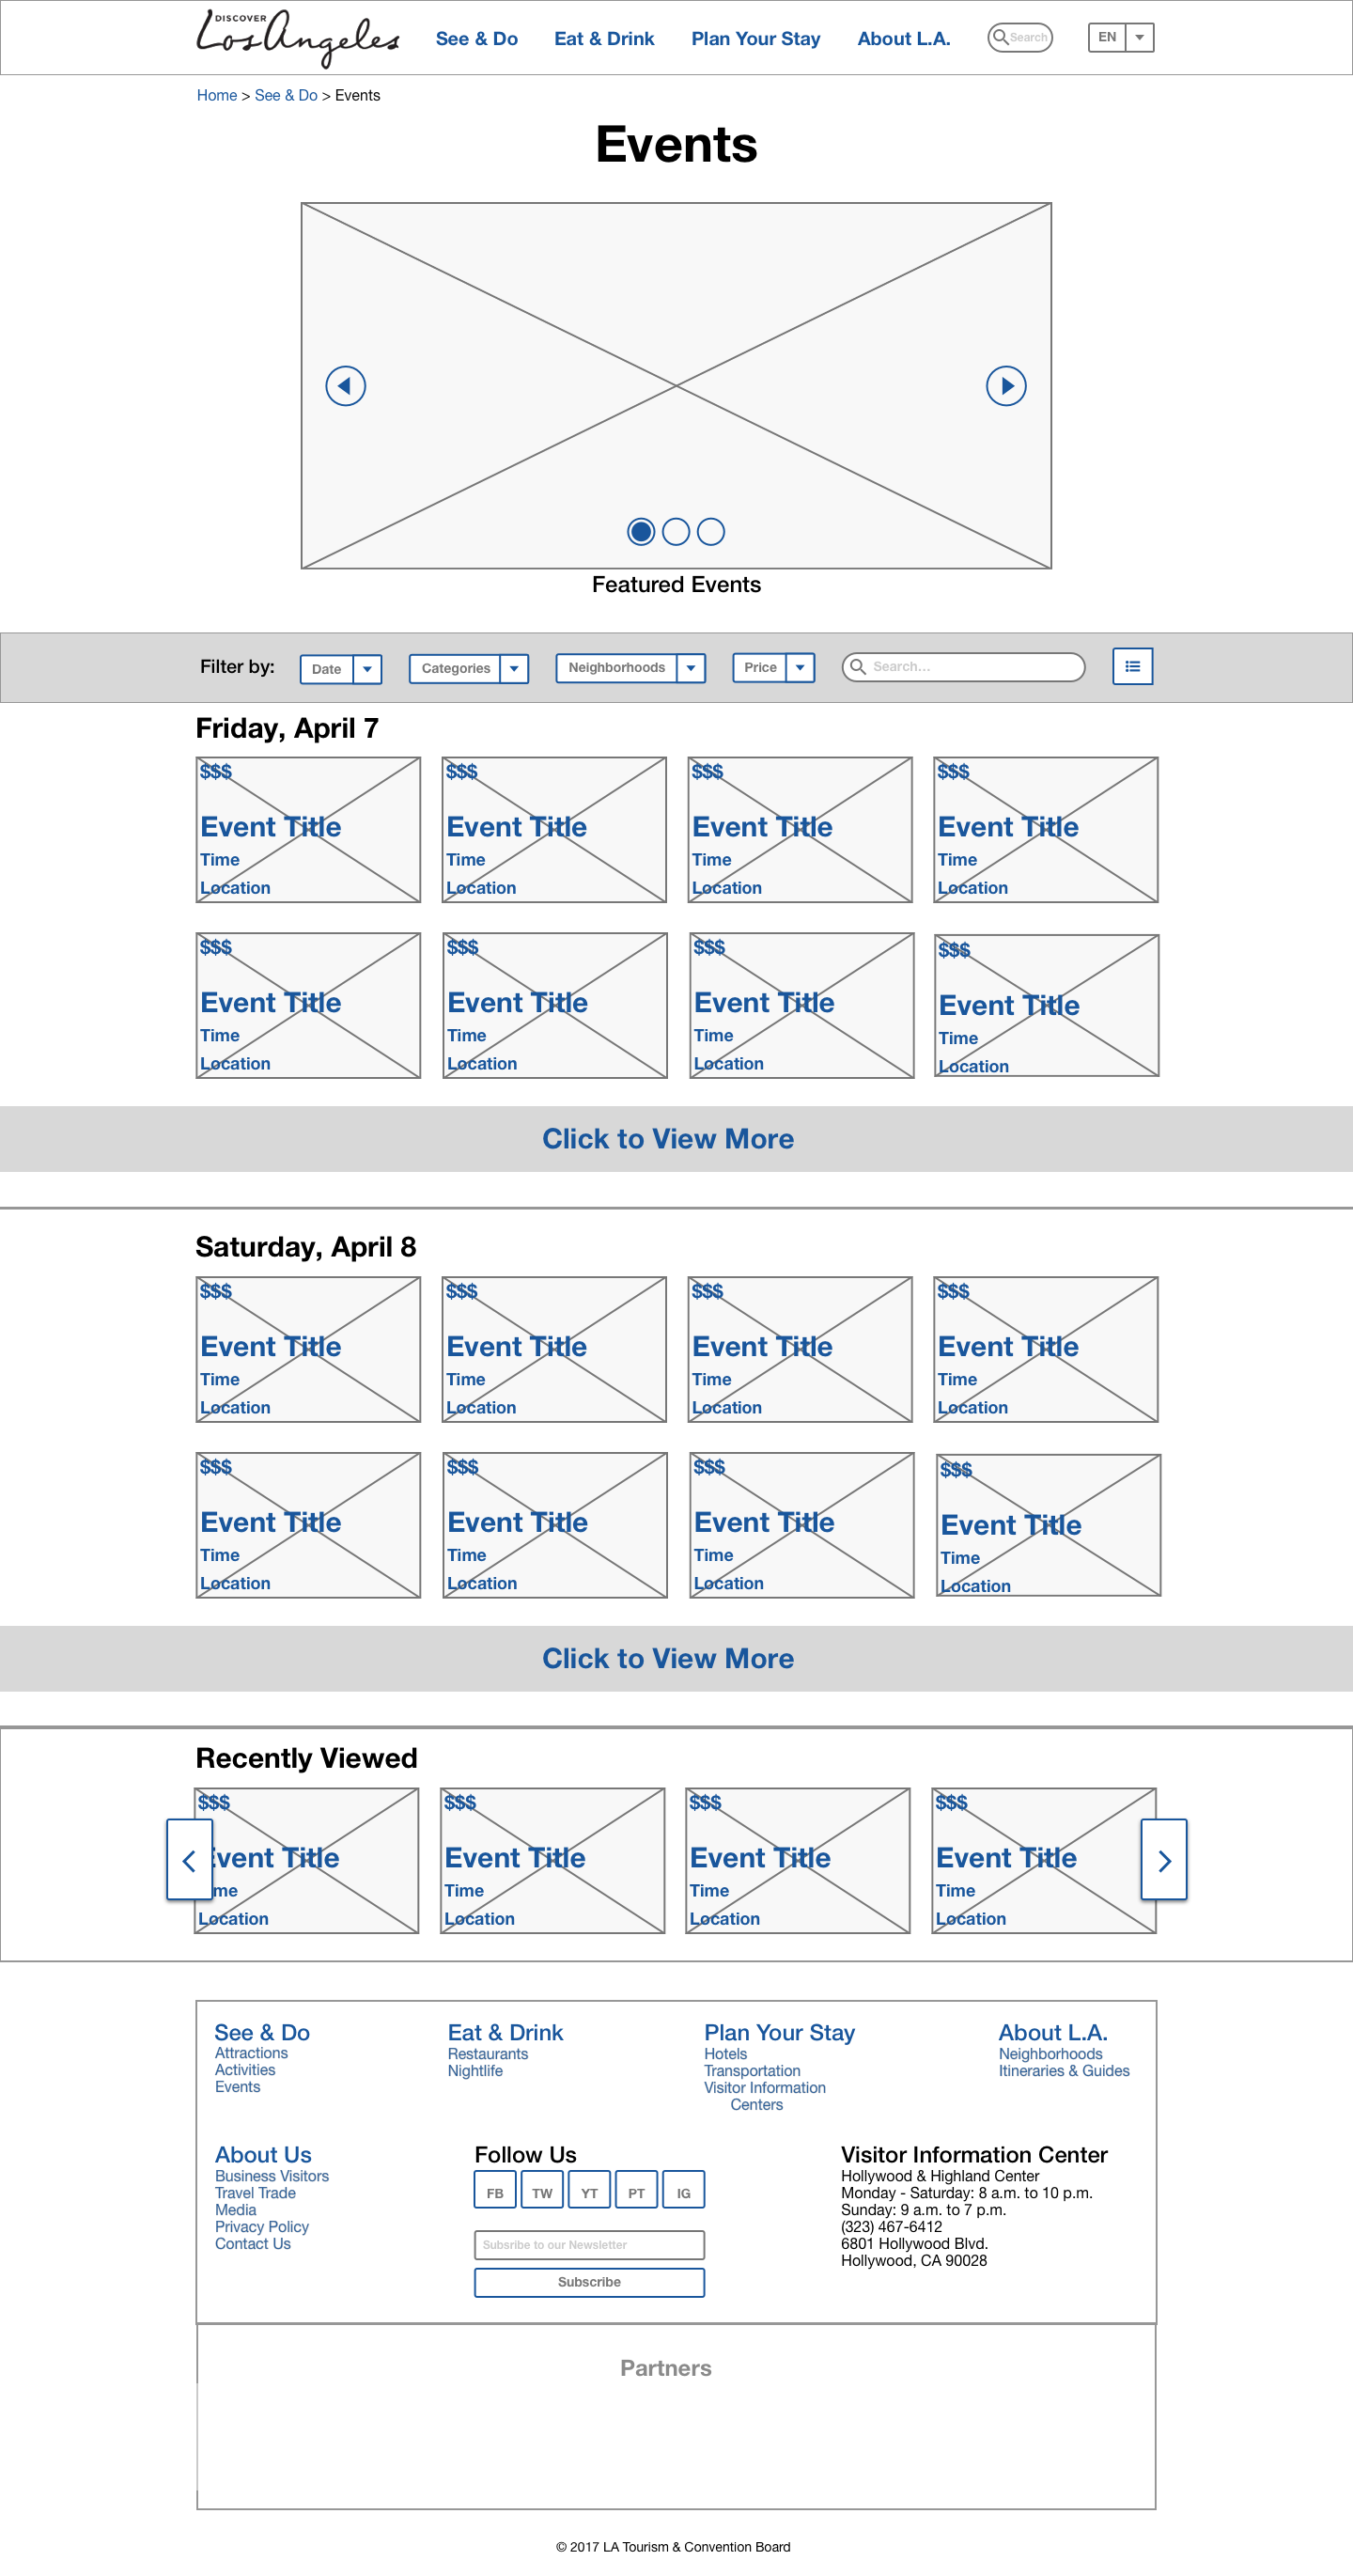 DISCOVER
Los Angeles
See & Do Eat & Drink Plan Your Stay About L.A. Search EN
Home > See & Do > Events
Events
Featured Events
Filter by: Date Categories Neighborhoods Price Search...
Friday, April 7
$$$ $$$ $$$ $$$
Event Title Event Title Event Title Event Title
Time Time Time Time
Location Location Location Location
$$$ $$$ $$$ $$$
Event Title Event Title Event Title Event Title
Time Time Time Time
Location Location Location Location
Click to View More
Saturday, April 8
$$$ $$$ $$$ $$$
Event Title Event Title Event Title Event Title
Time Time Time Time
Location Location Location Location
$$$ $$$ $$$ $$$
Event Title Event Title Event Title Event Title
Time Time Time Time
Location Location Location Location
Click to View More
Recently Viewed
$$$ $$$ $$$ $$$
Event Title Event Title Event Title Event Title
me Time Time Time
Location Location Location Location
See & Do
Attractions
Activities
Events
Eat & Drink
Restaurants
Nightlife
Plan Your Stay
Hotels
Transportation
Visitor Information
Centers
About L.A.
Neighborhoods
Itineraries & Guides
About Us
Business Visitors
Travel Trade
Media
Privacy Policy
Contact Us
Follow Us
FB TW YT PT IG
Subsribe to our Newsletter
Subscribe
Visitor Information Center
Hollywood & Highland Center
Monday - Saturday: 8 a.m. to 10 p.m.
Sunday: 9 a.m. to 7 p.m.
(323) 467-6412
6801 Hollywood Blvd.
Hollywood, CA 90028
Partners
© 2017 LA Tourism & Convention Board